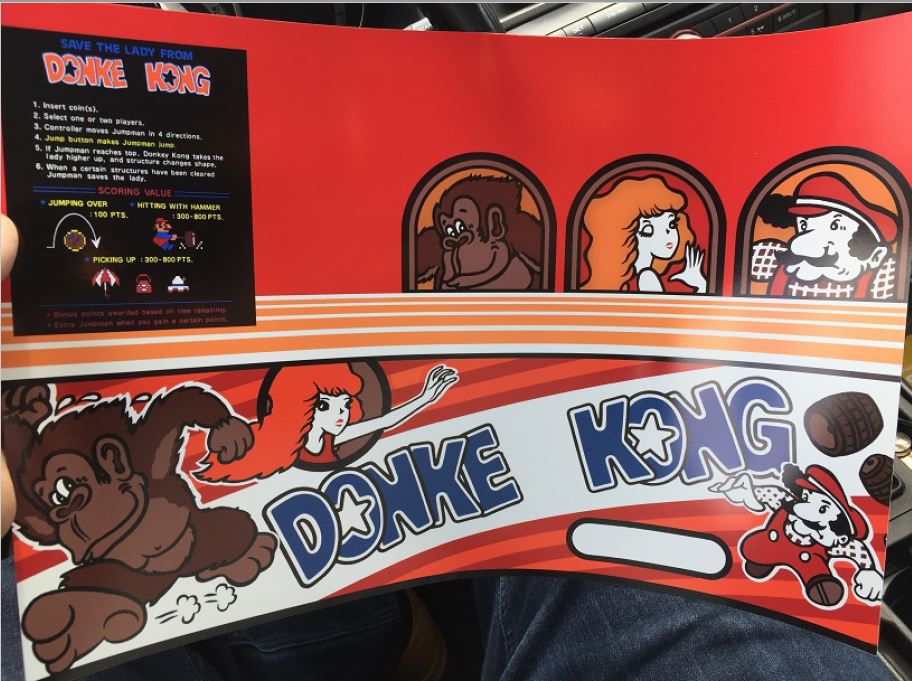 SAVE THE LADY FROM
DONKE KONG
1. Insert coin(s).
2. Select one or two players.
3. Controller moves Jumpman in 4 directions.
4. Jump button makes Jumpman jump.
5. If Jumpman reaches top, Donkey Kong takes the
lady higher up, and structure changes shape.
6. When a certain structures have been cleared
Jumpman saves the lady.
SCORING VALUE
★ JUMPING OVER
: 100 PTS.
★ HITTING WITH HAMMER
: 300-800 PTS.
★ PICKING UP : 300-800 PTS.
• Bonus points awarded based on time remaining.
• Extra Jumpman when you gain a certain points.
DONKE KONG